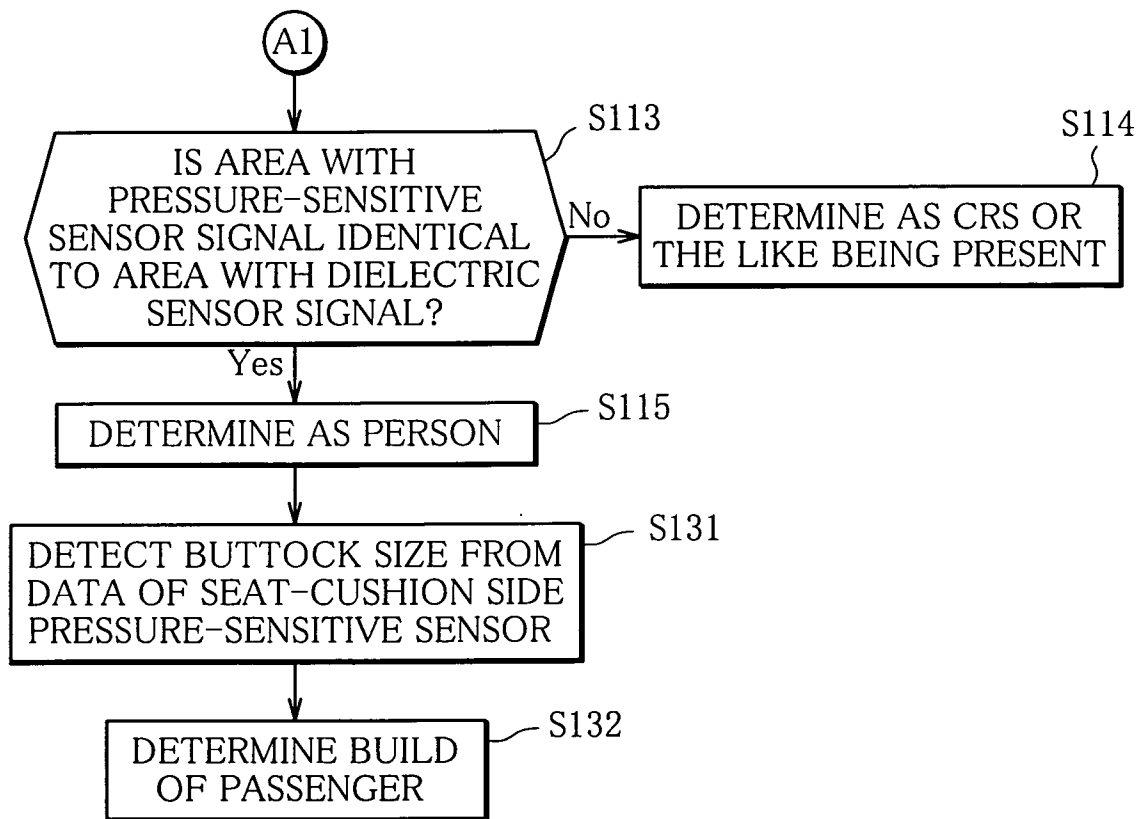 A1
S113
IS AREA WITH
PRESSURE-SENSITIVE
SENSOR SIGNAL IDENTICAL
TO AREA WITH DIELECTRIC
SENSOR SIGNAL?
No
S114
DETERMINE AS CRS OR
THE LIKE BEING PRESENT
Yes
S115
DETERMINE AS PERSON
S131
DETECT BUTTOCK SIZE FROM
DATA OF SEAT-CUSHION SIDE
PRESSURE-SENSITIVE SENSOR
S132
DETERMINE BUILD
OF PASSENGER